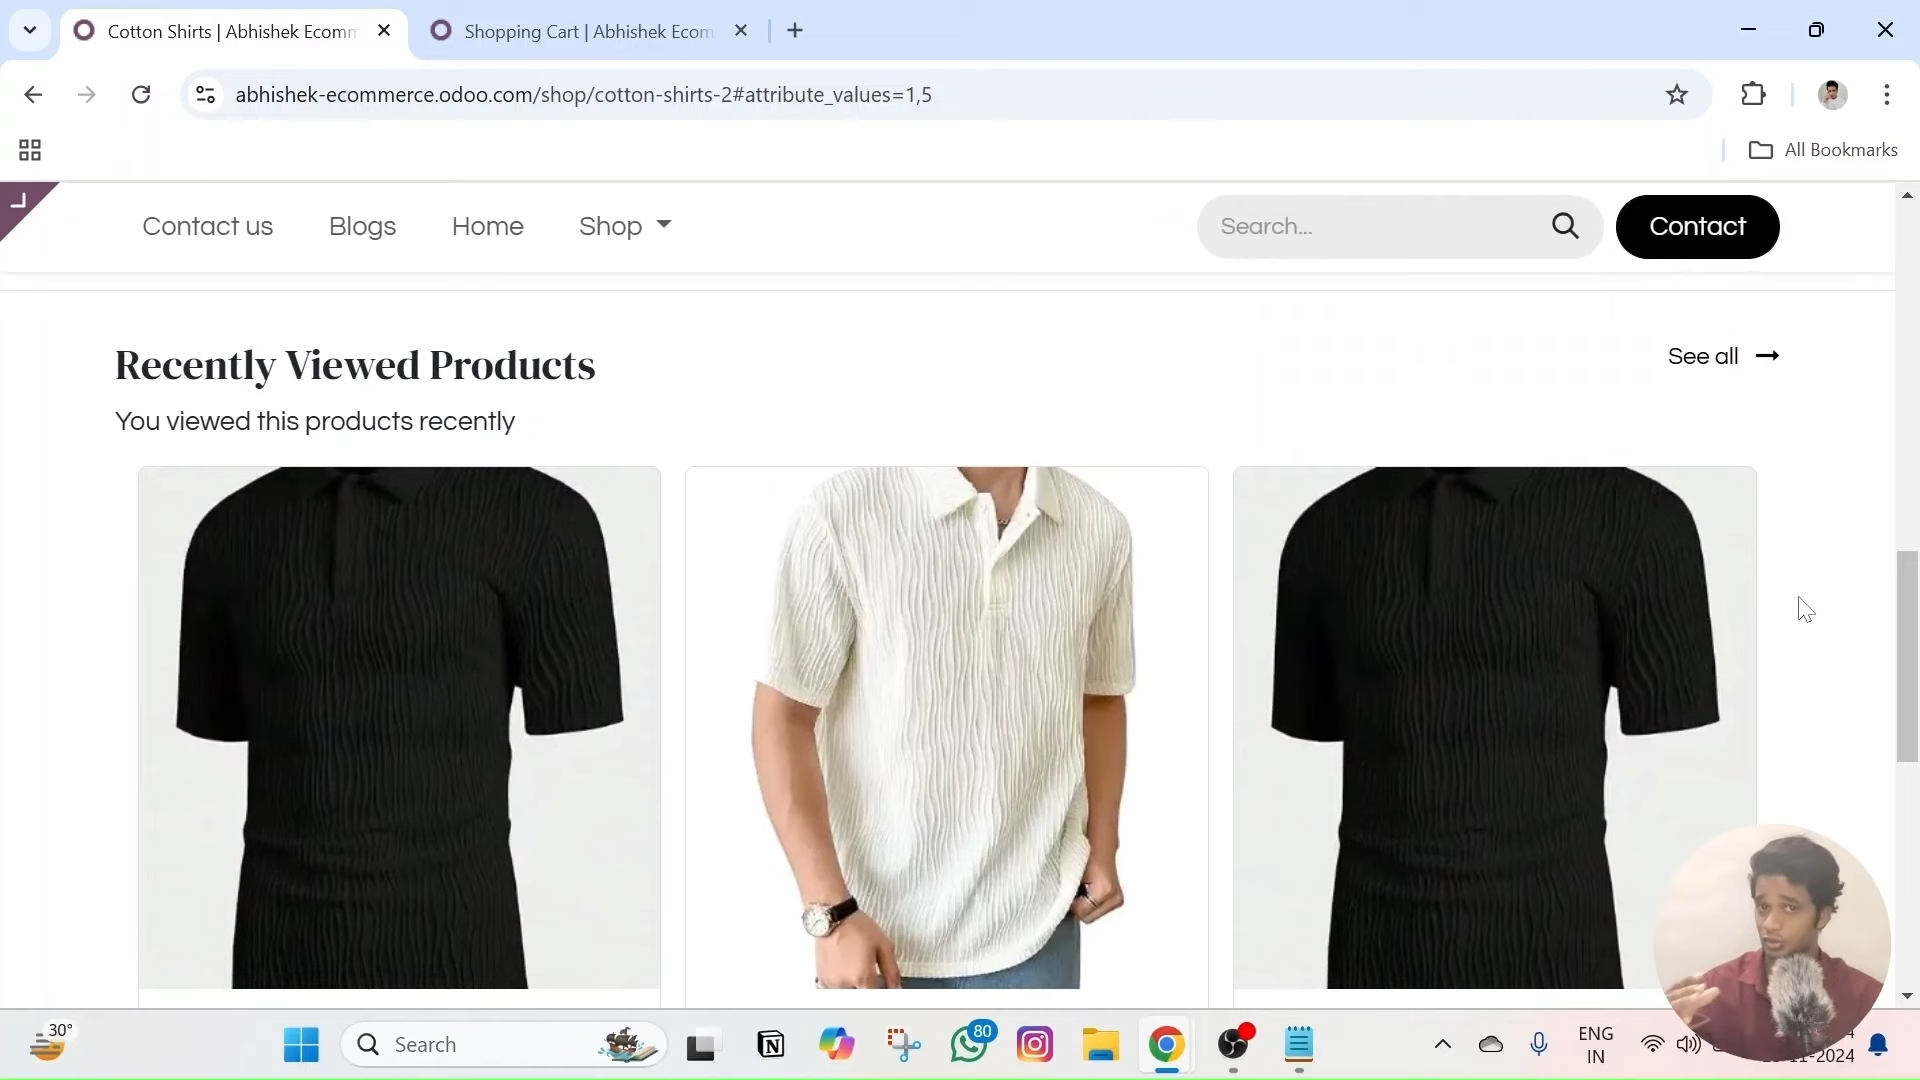 Cotton Shirts | Abhishek Ecomm
Shopping Cart | Abhishek Ecom
abhishek-ecommerce.odoo.com/shop/cotton-shirts-2#attribute_values=1,5
All Bookmarks
Contact us
Blogs
Home
Shop
Search...
Contact
Recently Viewed Products
See all
You viewed this products recently
30°
Search
80
ENG
IN
-2024